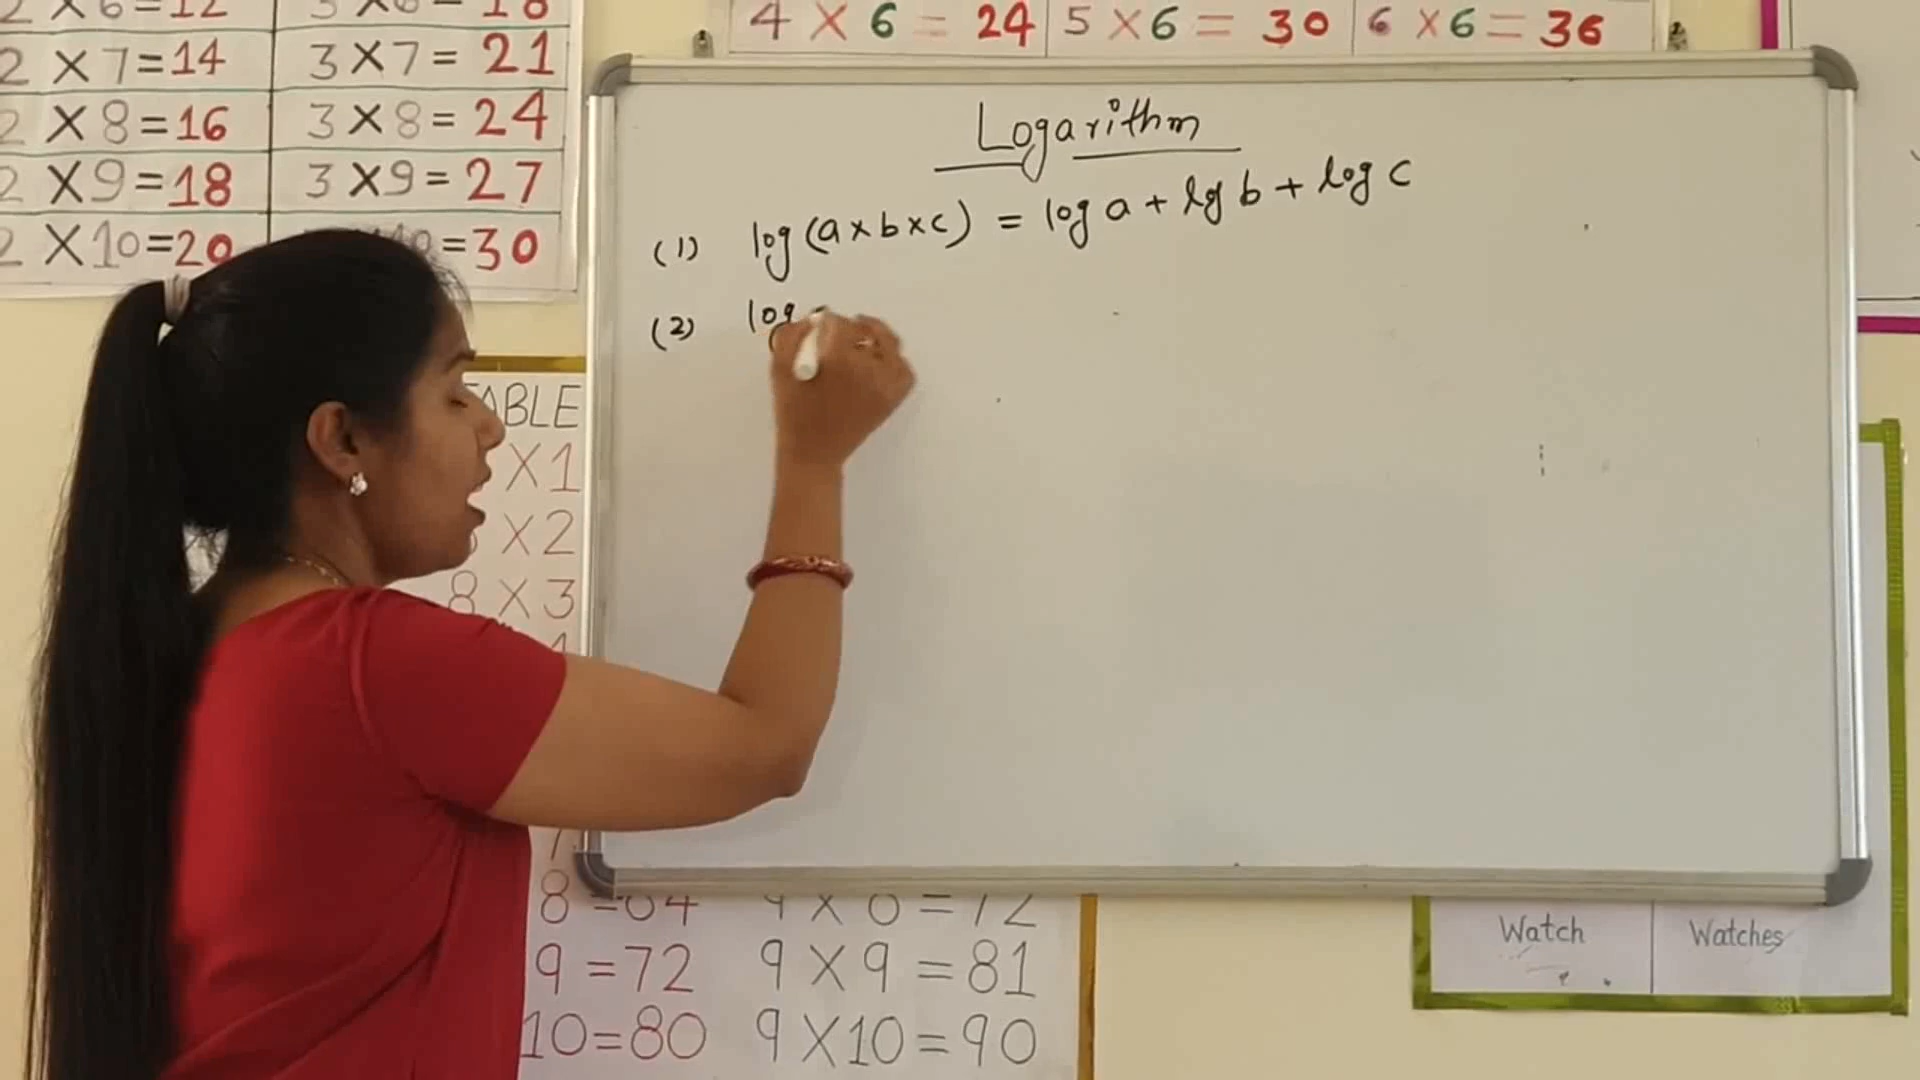 2 × 6 = 12
2 × 7 = 14
2 × 8 = 16
2 × 9 = 18
2 × 10 = 20
3 × 6 = 18
3 × 7 = 21
3 × 8 = 24
3 × 9 = 27
= 30
4 × 6 = 24
5 × 6 = 30
6 × 6 = 36
Logarithm
(1) log (a × b × c) = log a + log b + log c
(2) log
ABLE
× 1
× 2
8 × 3
8 = 64
9 = 72
10 = 80
9 × 8 = 72
9 × 9 = 81
9 × 10 = 90
Watch
Watches